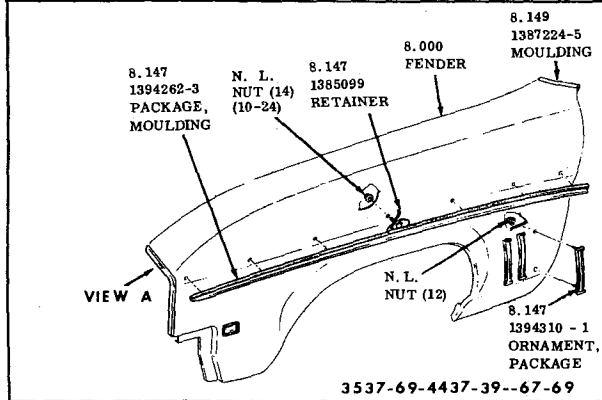 8.147
1394262-3
PACKAGE,
MOULDING
N. L.
NUT (14)
(10-24)
8.147
1385099
RETAINER
8.000
FENDER
8.149
1387224-5
MOULDING
VIEW A
N. L.
NUT (12)
8.147
1394310 - 1
ORNAMENT,
PACKAGE
3537-69-4437-39--67-69